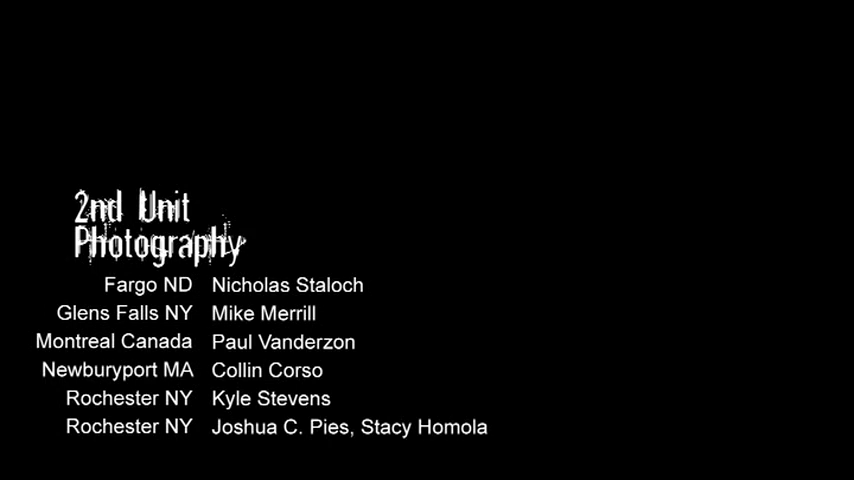 2nd Unit
Photography
Fargo ND Nicholas Staloch
Glens Falls NY Mike Merrill
Montreal Canada Paul Vanderzon
Newburyport MA Collin Corso
Rochester NY Kyle Stevens
Rochester NY Joshua C. Pies, Stacy Homola